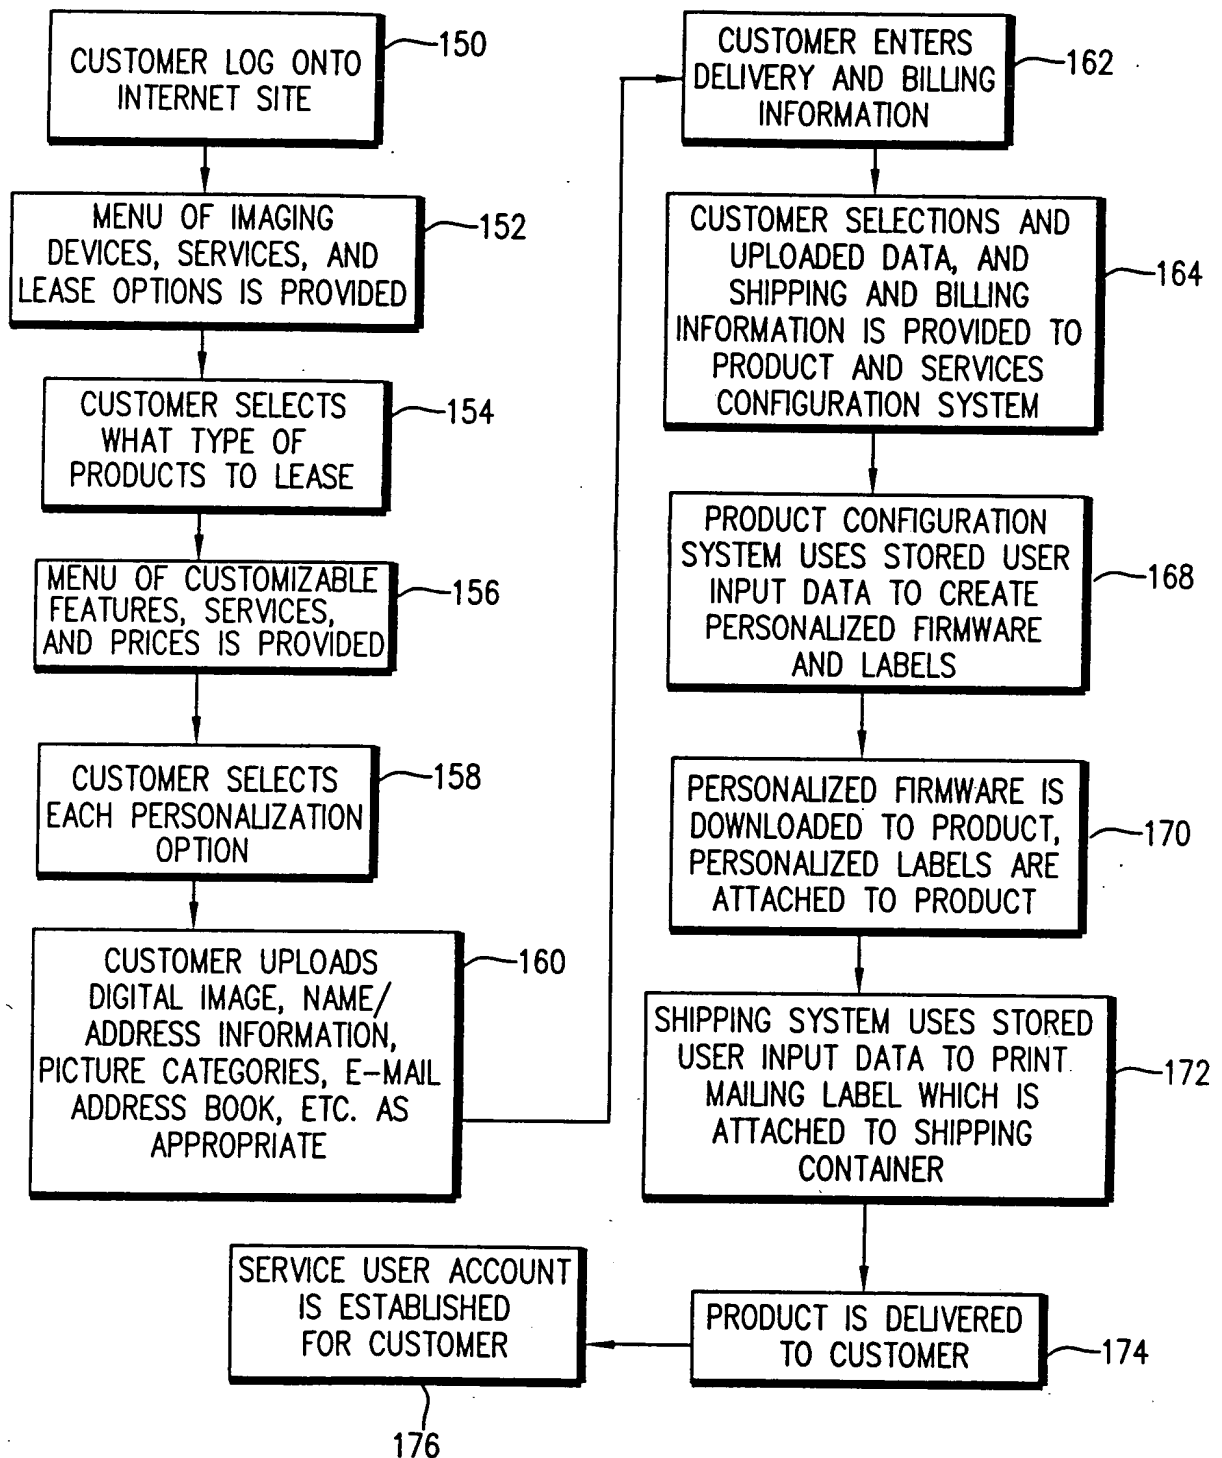 CUSTOMER LOG ONTO
INTERNET SITE
150
MENU OF IMAGING
DEVICES, SERVICES, AND
LEASE OPTIONS IS PROVIDED
152
CUSTOMER SELECTS
WHAT TYPE OF
PRODUCTS TO LEASE
154
MENU OF CUSTOMIZABLE
FEATURES, SERVICES,
AND PRICES IS PROVIDED
156
CUSTOMER SELECTS
EACH PERSONALIZATION
OPTION
158
CUSTOMER UPLOADS
DIGITAL IMAGE, NAME/
ADDRESS INFORMATION,
PICTURE CATEGORIES, E-MAIL
ADDRESS BOOK, ETC. AS
APPROPRIATE
160
CUSTOMER ENTERS
DELIVERY AND BILLING
INFORMATION
162
CUSTOMER SELECTIONS AND
UPLOADED DATA, AND
SHIPPING AND BILLING
INFORMATION IS PROVIDED TO
PRODUCT AND SERVICES
CONFIGURATION SYSTEM
164
PRODUCT CONFIGURATION
SYSTEM USES STORED USER
INPUT DATA TO CREATE
PERSONALIZED FIRMWARE
AND LABELS
168
PERSONALIZED FIRMWARE IS
DOWNLOADED TO PRODUCT,
PERSONALIZED LABELS ARE
ATTACHED TO PRODUCT
170
SHIPPING SYSTEM USES STORED
USER INPUT DATA TO PRINT
MAILING LABEL WHICH IS
ATTACHED TO SHIPPING
CONTAINER
172
PRODUCT IS DELIVERED
TO CUSTOMER
174
SERVICE USER ACCOUNT
IS ESTABLISHED
FOR CUSTOMER
176